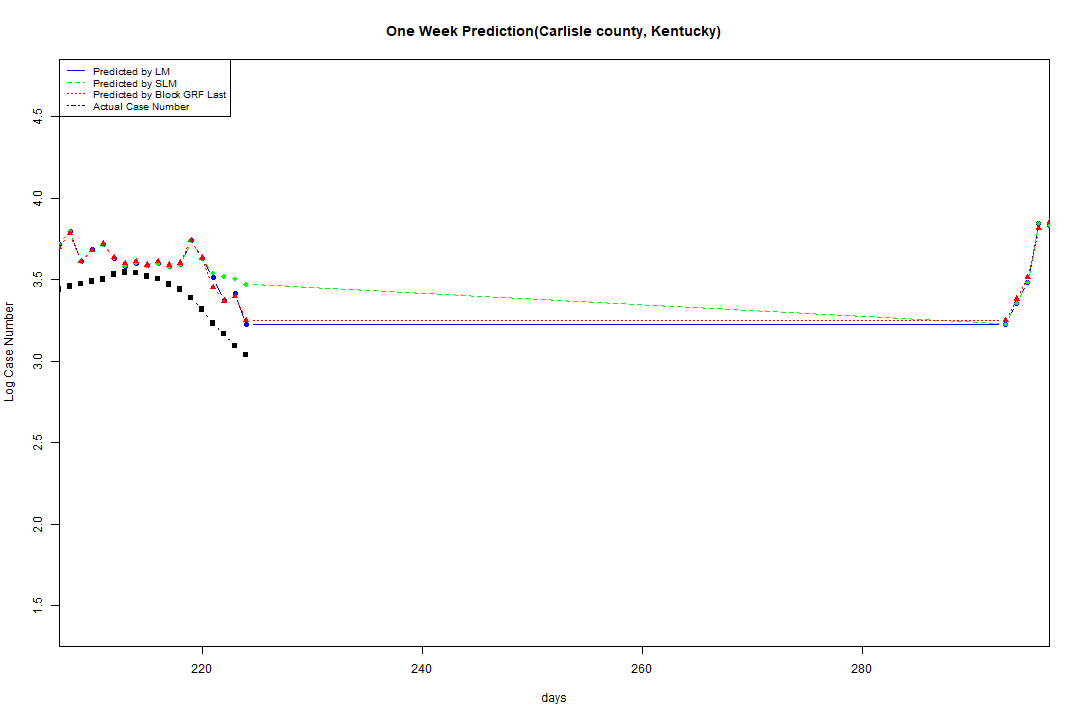 One Week Prediction(Carlisle county, Kentucky)
Predicted by LM
Predicted by SLM
Predicted by Block GRF Last
Actual Case Number
4.5
4.0
3.5
3.0
2.5
2.0
1.5
Log Case Number
220 240 260 280
days